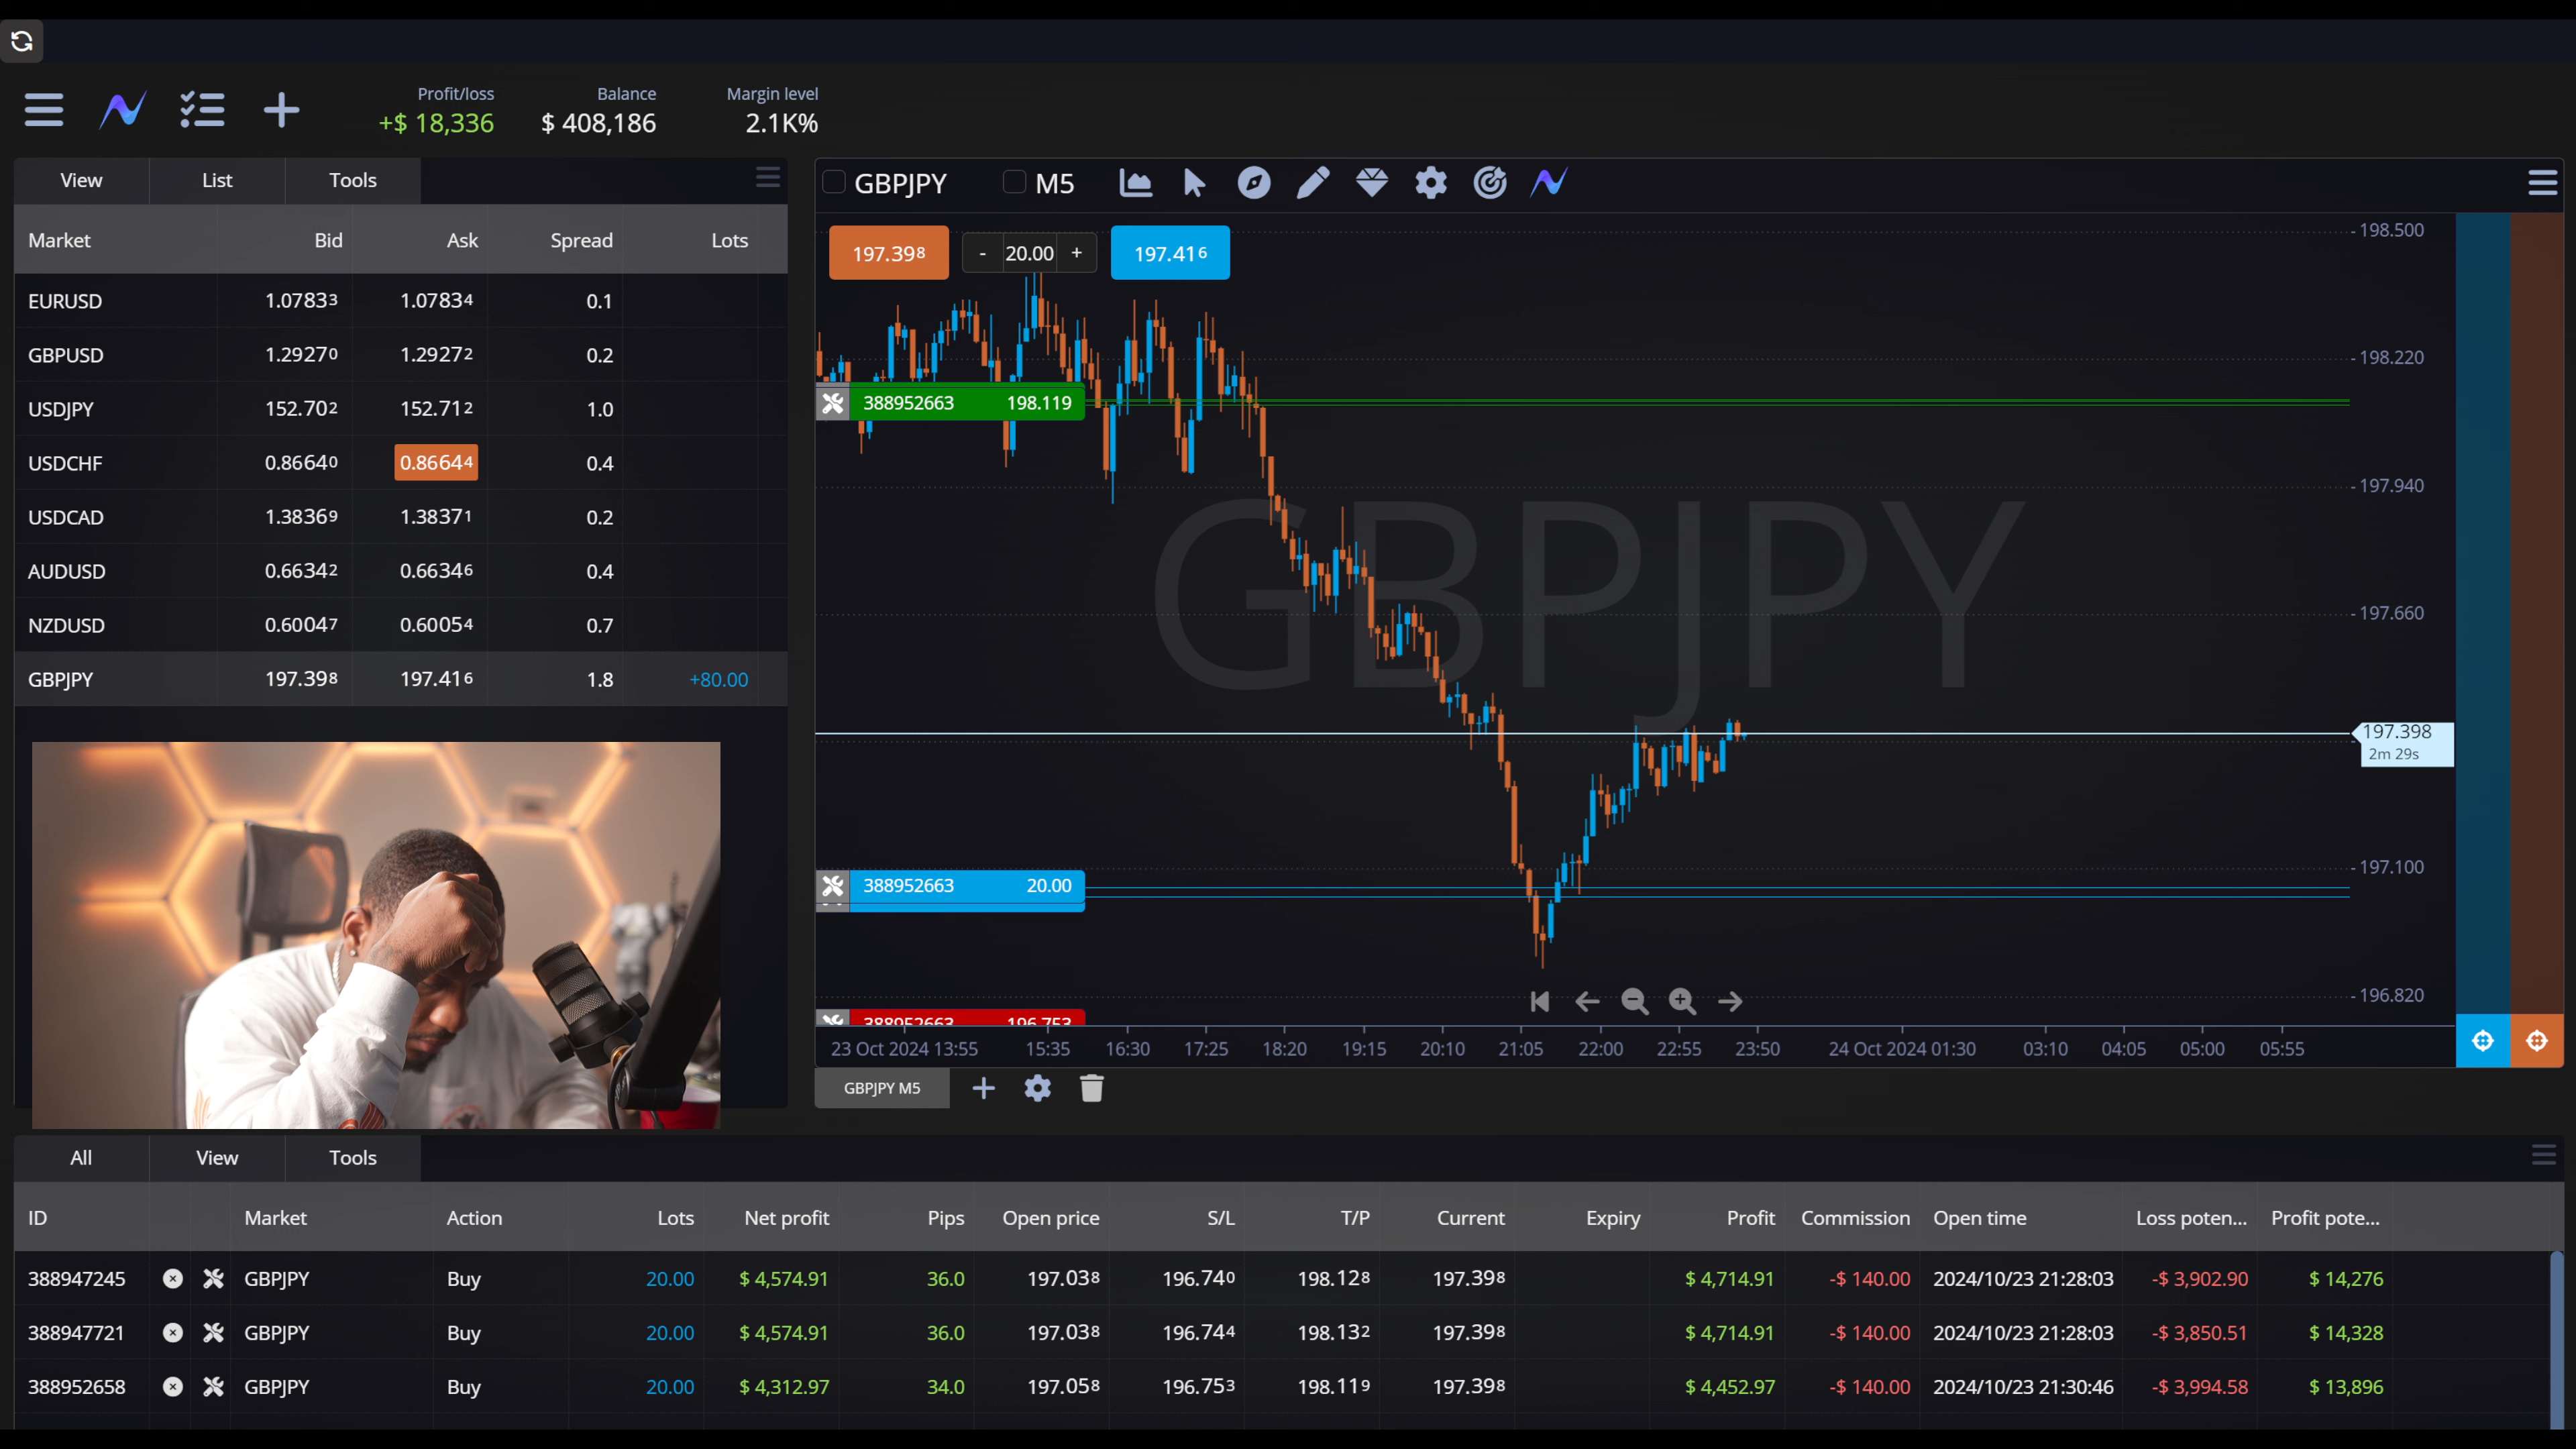 Profit/loss Balance Margin level
+$ 18,336 $ 408,186 2.1K%
View List Tools
Market Bid Ask Spread Lots
EURUSD 1.07833 1.07834 0.1
GBPUSD 1.29270 1.29272 0.2
USDJPY 152.702 152.712 1.0
USDCHF 0.86640 0.86644 0.4
USDCAD 1.38369 1.38371 0.2
AUDUSD 0.66342 0.66346 0.4
NZDUSD 0.60047 0.60054 0.7
GBPJPY 197.398 197.416 1.8 +80.00
GBPJPY M5
197.398 - 20.00 + 197.416
198.500
198.220
388952663 198.119
197.940
GBPJPY
197.660
197.398
2m 29s
197.100
388952663 20.00
196.820
388952663 196.753
23 Oct 2024 13:55 15:35 16:30 17:25 18:20 19:15 20:10 21:05 22:00 22:55 23:50 24 Oct 2024 01:30 03:10 04:05 05:00 05:55
GBPJPY M5
All View Tools
ID Market Action Lots Net profit Pips Open price S/L T/P Current Expiry Profit Commission Open time Loss poten... Profit pote...
388947245 GBPJPY Buy 20.00 $ 4,574.91 36.0 197.038 196.740 198.128 197.398 $ 4,714.91 -$ 140.00 2024/10/23 21:28:03 -$ 3,902.90 $ 14,276
388947721 GBPJPY Buy 20.00 $ 4,574.91 36.0 197.038 196.744 198.132 197.398 $ 4,714.91 -$ 140.00 2024/10/23 21:28:03 -$ 3,850.51 $ 14,328
388952658 GBPJPY Buy 20.00 $ 4,312.97 34.0 197.058 196.753 198.119 197.398 $ 4,452.97 -$ 140.00 2024/10/23 21:30:46 -$ 3,994.58 $ 13,896